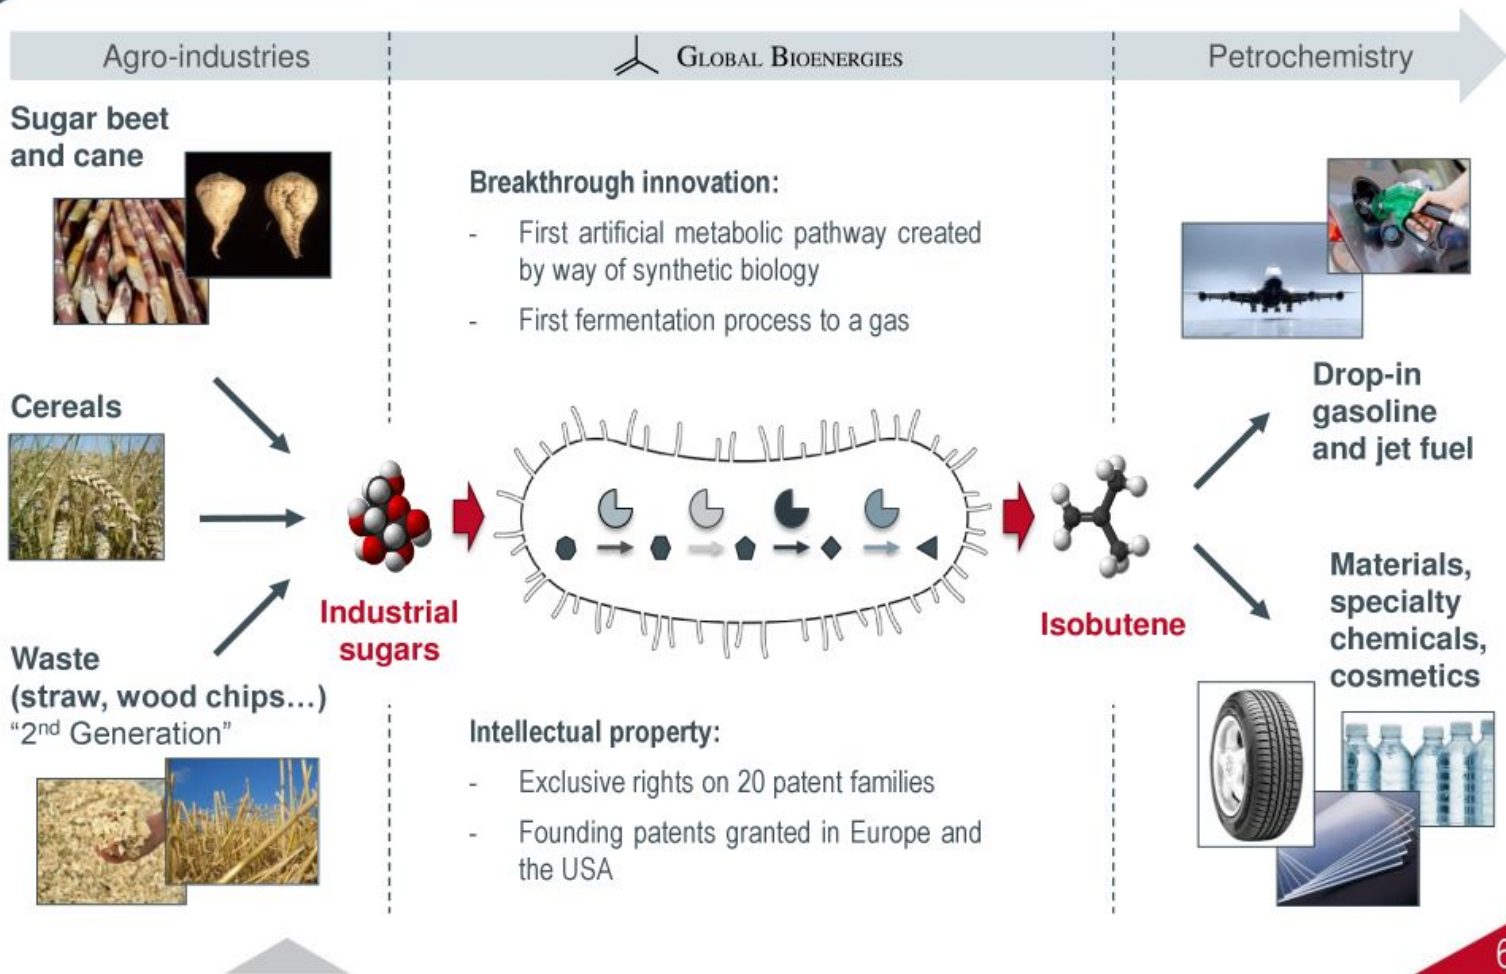 Agro-industries
GLOBAL BIOENERGIES
Petrochemistry
Sugar beet
and cane
Cereals
Waste
(straw, wood chips…)
“2nd Generation”
Industrial
sugars
Breakthrough innovation:
- First artificial metabolic pathway created
by way of synthetic biology
- First fermentation process to a gas
Intellectual property:
- Exclusive rights on 20 patent families
- Founding patents granted in Europe and
the USA
Isobutene
Drop-in
gasoline
and jet fuel
Materials,
specialty
chemicals,
cosmetics
6